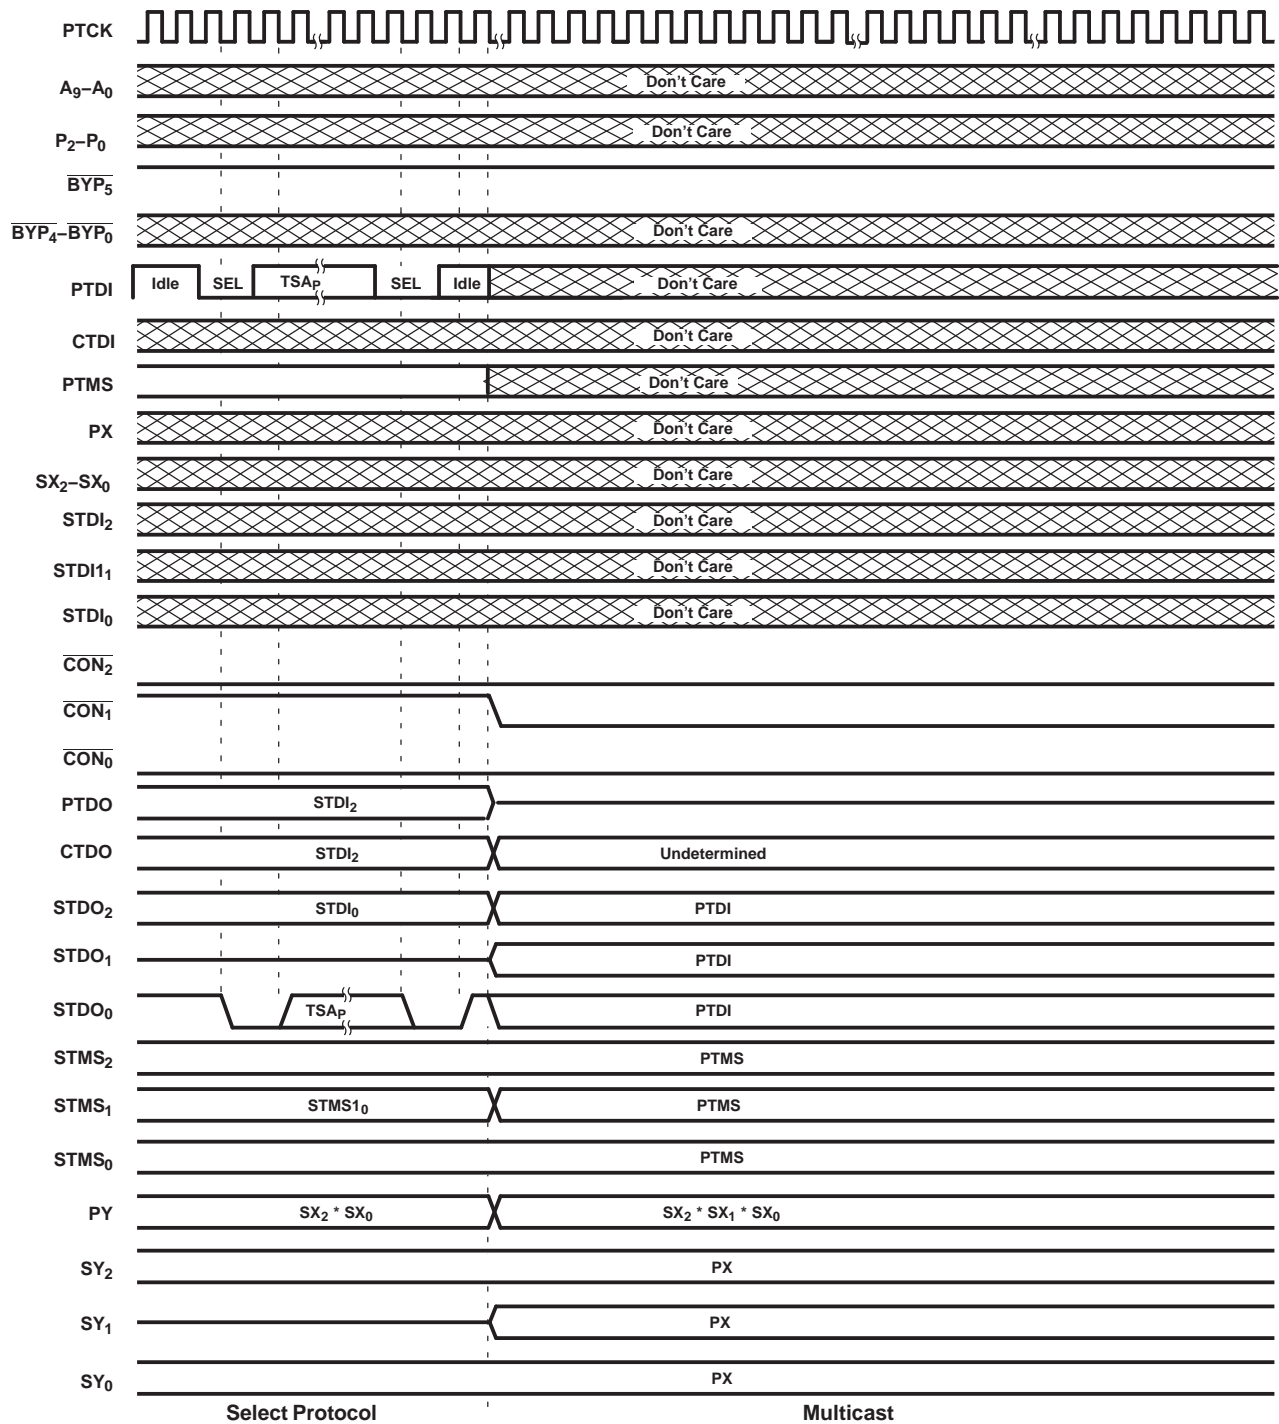 PTCK
A9–A0 Don't Care
P2–P0 Don't Care
BYP5
BYP4–BYP0 Don't Care
PTDI Idle SEL TSAP SEL Idle Don't Care
CTDI Don't Care
PTMS Don't Care
PX Don't Care
SX2–SX0 Don't Care
STDI2 Don't Care
STDI11 Don't Care
STDI0 Don't Care
CON2
CON1
CON0
PTDO STDI2
CTDO STDI2 Undetermined
STDO2 STDI0 PTDI
STDO1 PTDI
STDO0 TSAP PTDI
STMS2 PTMS
STMS1 STMS10 PTMS
STMS0 PTMS
PY SX2 * SX0 SX2 * SX1 * SX0
SY2 PX
SY1 PX
SY0 PX
Select Protocol Multicast